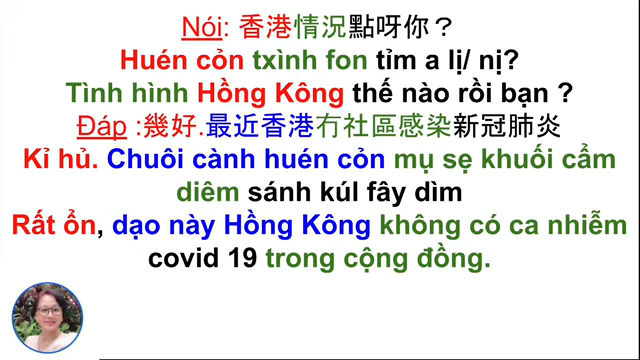 Nói: 香港情況點呀你？
Huén cỏn txình fon tỉm a lị/ nị?
Tình hình Hồng Kông thế nào rồi bạn ?
Đáp :幾好.最近香港冇社區感染新冠肺炎
Kỉ hủ. Chuôi cành huén cỏn mụ sẹ khuối cẩm
diêm sánh kúl fây dìm
Rất ổn, dạo này Hồng Kông không có ca nhiễm
covid 19 trong cộng đồng.